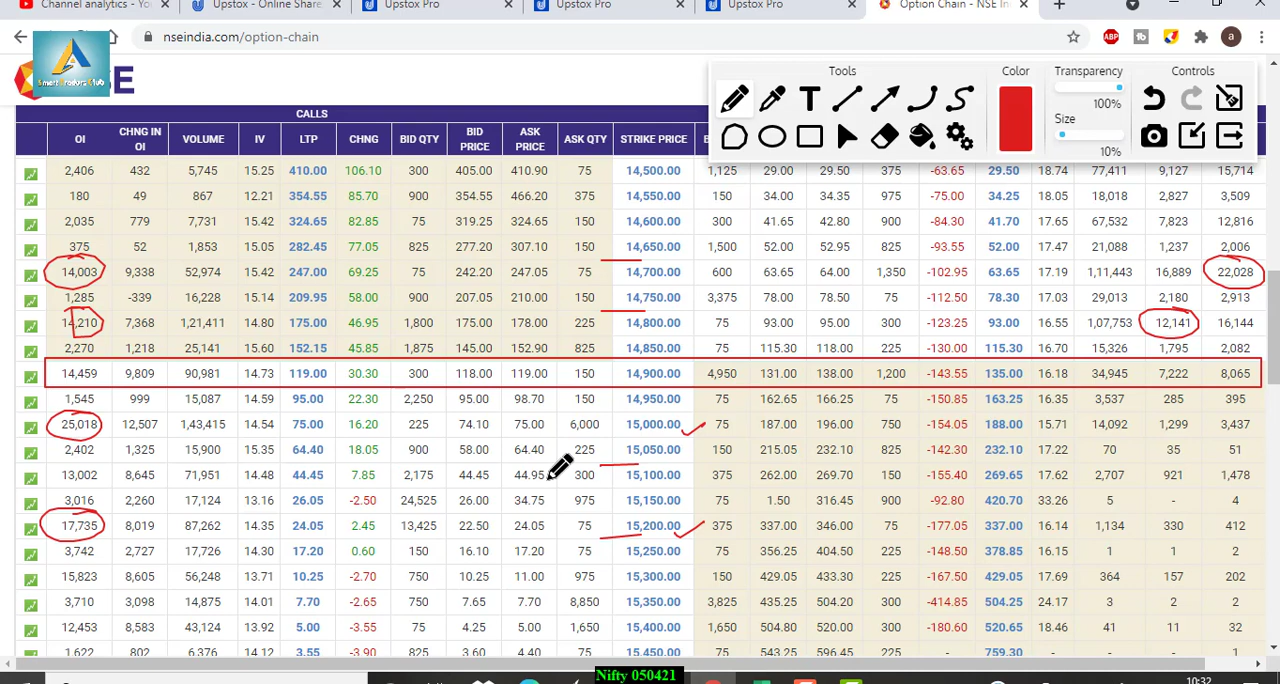 Channel analytics - Yo
Upstox - Online Share
Upstox Pro
Upstox Pro
Upstox Pro
Option Chain - NSE In
nseindia.com/option-chain
ABP
a
Smart Traders Club
E
Tools
Color
Transparency
100%
Size
10%
Controls
CALLS
OI CHNG IN OI VOLUME IV LTP CHNG BID QTY BID PRICE ASK PRICE ASK QTY STRIKE PRICE
2,406 432 5,745 15.25 410.00 106.10 300 405.00 410.90 75 14,500.00 1,125 29.00 29.50 375 -63.65 29.50 18.74 77,411 9,127 15,714
180 49 867 12.21 354.55 85.70 900 354.55 466.20 375 14,550.00 150 34.00 34.35 975 -75.00 34.25 18.05 840 2,827 3,509
2,035 779 7,731 15.05 324.65 82.85 75 319.25 324.65 150 14,600.00 300 41.65 42.80 900 -84.30 41.70 17.65 67,532 7,823 12,816
375 52 1,853 15.05 282.45 77.05 825 277.20 307.10 150 14,650.00 1,500 52.00 52.95 825 -93.55 52.00 17.47 21,088 1,237 2,006
14,003 9,338 52,974 15.42 247.00 69.25 75 242.20 247.05 75 14,700.00 600 63.65 64.00 1,350 -102.95 63.65 17.19 1,11,443 16,889 22,028
1,285 -339 16,228 15.14 209.95 58.00 900 207.05 210.00 150 14,750.00 3,375 78.00 78.50 75 -112.50 78.30 17.03 29,013 2,180 2,913
14,210 7,368 1,21,411 14.80 175.00 46.95 1,800 175.00 178.00 225 14,800.00 75 93.00 95.00 300 -123.25 93.00 16.55 1,07,753 12,141 16,144
2,270 1,218 25,141 15.60 152.15 45.85 1,875 145.00 152.90 825 14,850.00 75 115.30 118.00 225 -130.00 115.30 16.70 15,326 1,795 2,082
14,459 9,809 90,981 14.73 119.00 30.30 300 118.00 119.00 150 14,900.00 4,950 131.00 138.00 1,200 -143.55 135.00 16.18 34,945 7,222 8,065
1,545 999 15,087 14.59 95.00 22.30 2,250 95.00 98.70 150 14,950.00 75 162.65 166.25 75 -150.85 163.25 16.35 3,537 285 395
25,018 12,507 1,43,415 14.54 75.00 16.20 225 74.10 75.00 6,000 15,000.00 75 187.00 196.00 750 -154.05 188.00 15.71 14,092 1,299 3,437
2,402 1,325 15,900 15.35 64.40 18.05 900 58.00 64.40 225 15,050.00 150 215.05 232.10 825 -142.30 232.10 17.22 70 35 51
13,002 8,645 71,951 14.48 44.45 7.85 2,175 44.45 44.95 300 15,100.00 375 262.00 269.70 150 -155.40 269.65 17.62 2,707 921 1,478
3,016 2,260 17,124 13.16 26.05 -2.50 24,525 2.00 34.75 975 15,150.00 75 1.50 316.45 900 -92.80 420.70 33.26 5 - 4
17,735 8,019 87,262 14.35 24.05 2.45 13,425 22.50 24.05 75 15,200.00 375 337.00 346.00 75 -177.05 337.00 16.14 1,134 330 412
3,742 2,727 17,726 14.30 17.20 0.60 150 16.10 17.20 75 15,250.00 75 356.25 404.50 225 -148.50 378.85 16.15 1 1 2
15,823 8,605 56,248 13.71 10.25 -2.70 750 10.25 11.00 975 15,300.00 150 429.05 433.30 225 -167.50 429.05 17.69 364 157 202
3,710 3,098 14,875 14.01 7.70 -2.65 750 7.65 7.70 8,850 15,350.00 3,825 435.25 504.20 300 -414.85 504.25 24.17 3 2 2
12,453 8,583 43,124 13.92 5.00 -3.55 75 4.25 5.00 1,650 15,400.00 1,650 504.80 520.00 750 -180.60 520.65 18.46 41 11 32
1,622 802 6,376 14.12 3.55 -3.90 825 3.60 4.40 75 15,450.00 75 543.25 596.45 225 - 759.30 - - - 1
Nifty 050421
10:32